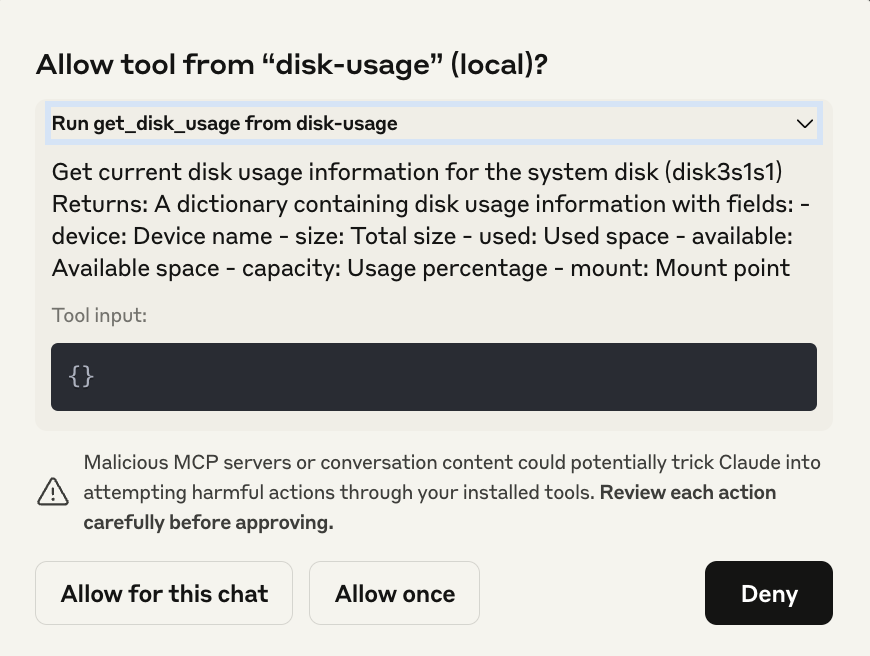 Allow tool from “disk-usage” (local)?
Run get_disk_usage from disk-usage
Get current disk usage information for the system disk (disk3s1s1)
Returns: A dictionary containing disk usage information with fields: -
device: Device name - size: Total size - used: Used space - available:
Available space - capacity: Usage percentage - mount: Mount point
Tool input:
{}
Malicious MCP servers or conversation content could potentially trick Claude into
attempting harmful actions through your installed tools. Review each action
carefully before approving.
Allow for this chat
Allow once
Deny